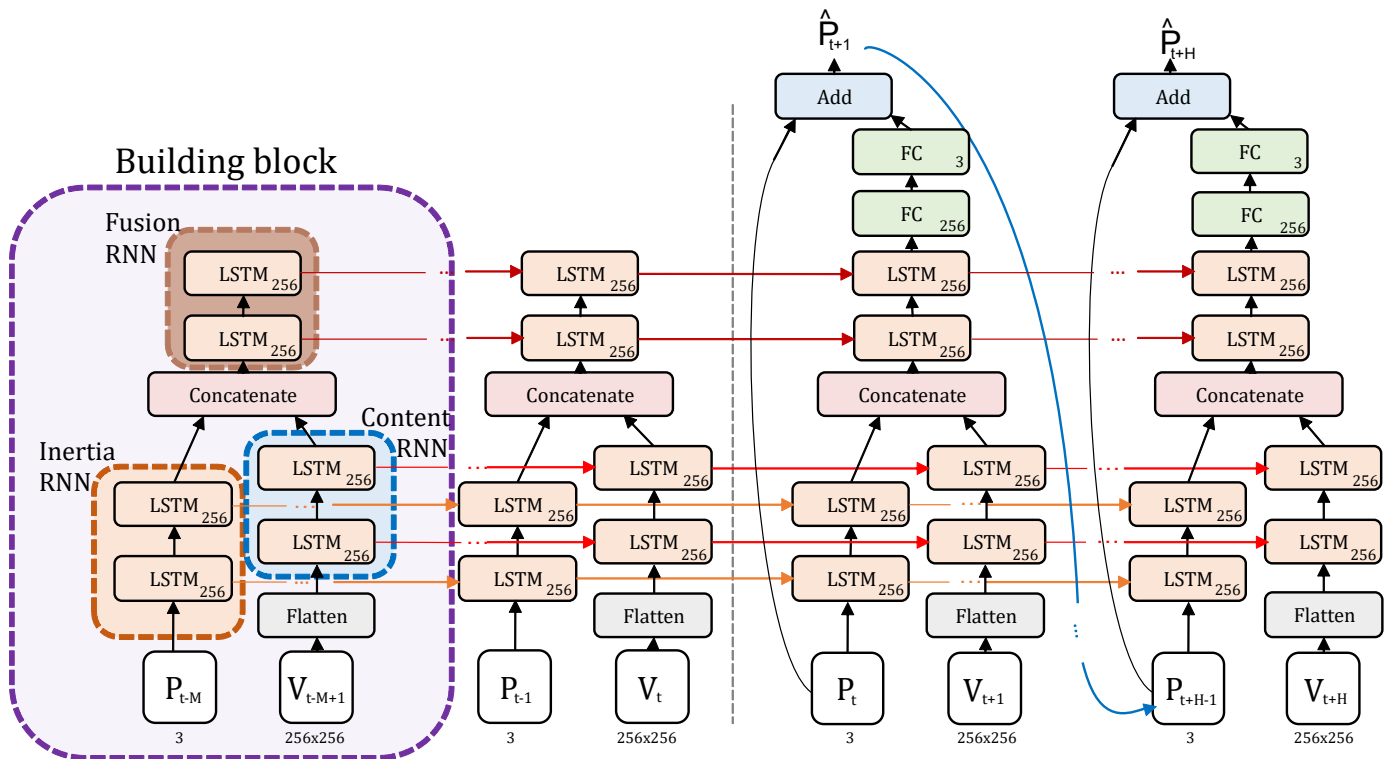 P̂t+1
P̂t+H
Add
Add
FC 3
FC 3
Building block
Fusion
RNN
FC 256
FC 256
LSTM 256
...
LSTM 256
LSTM 256
...
LSTM 256
LSTM 256
...
LSTM 256
LSTM 256
...
LSTM 256
Concatenate
Concatenate
Concatenate
Concatenate
Content
RNN
Inertia
RNN
LSTM 256
...
LSTM 256
LSTM 256
...
LSTM 256
LSTM 256
...
LSTM 256
LSTM 256
...
LSTM 256
LSTM 256
...
LSTM 256
LSTM 256
...
LSTM 256
LSTM 256
...
LSTM 256
LSTM 256
...
LSTM 256
Flatten
Flatten
Flatten
Flatten
...
Pt-M
Vt-M+1
Pt-1
Vt
Pt
Vt+1
Pt+H-1
Vt+H
3
256x256
3
256x256
3
256x256
3
256x256